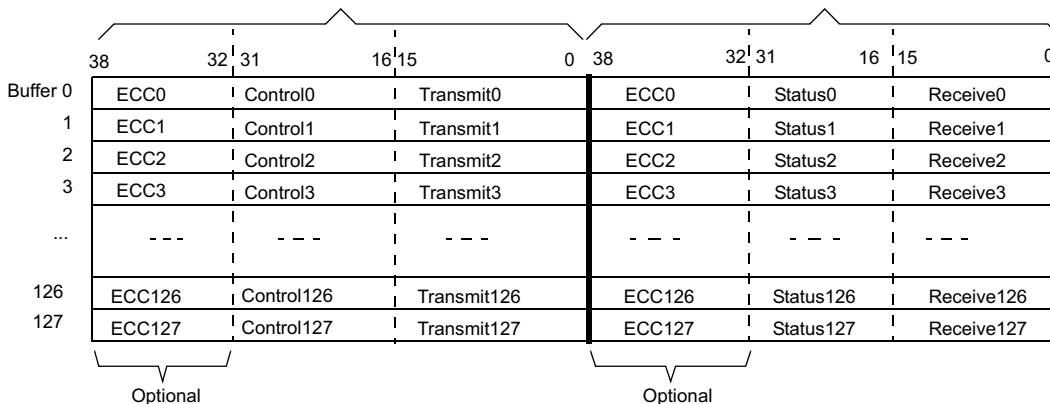 38 32 31 16 15 0 38 32 31 16 15 0
Buffer 0 ECC0 Control0 Transmit0 ECC0 Status0 Receive0
1 ECC1 Control1 Transmit1 ECC1 Status1 Receive1
2 ECC2 Control2 Transmit2 ECC2 Status2 Receive2
3 ECC3 Control3 Transmit3 ECC3 Status3 Receive3
...
126 ECC126 Control126 Transmit126 ECC126 Status126 Receive126
127 ECC127 Control127 Transmit127 ECC127 Status127 Receive127
Optional Optional